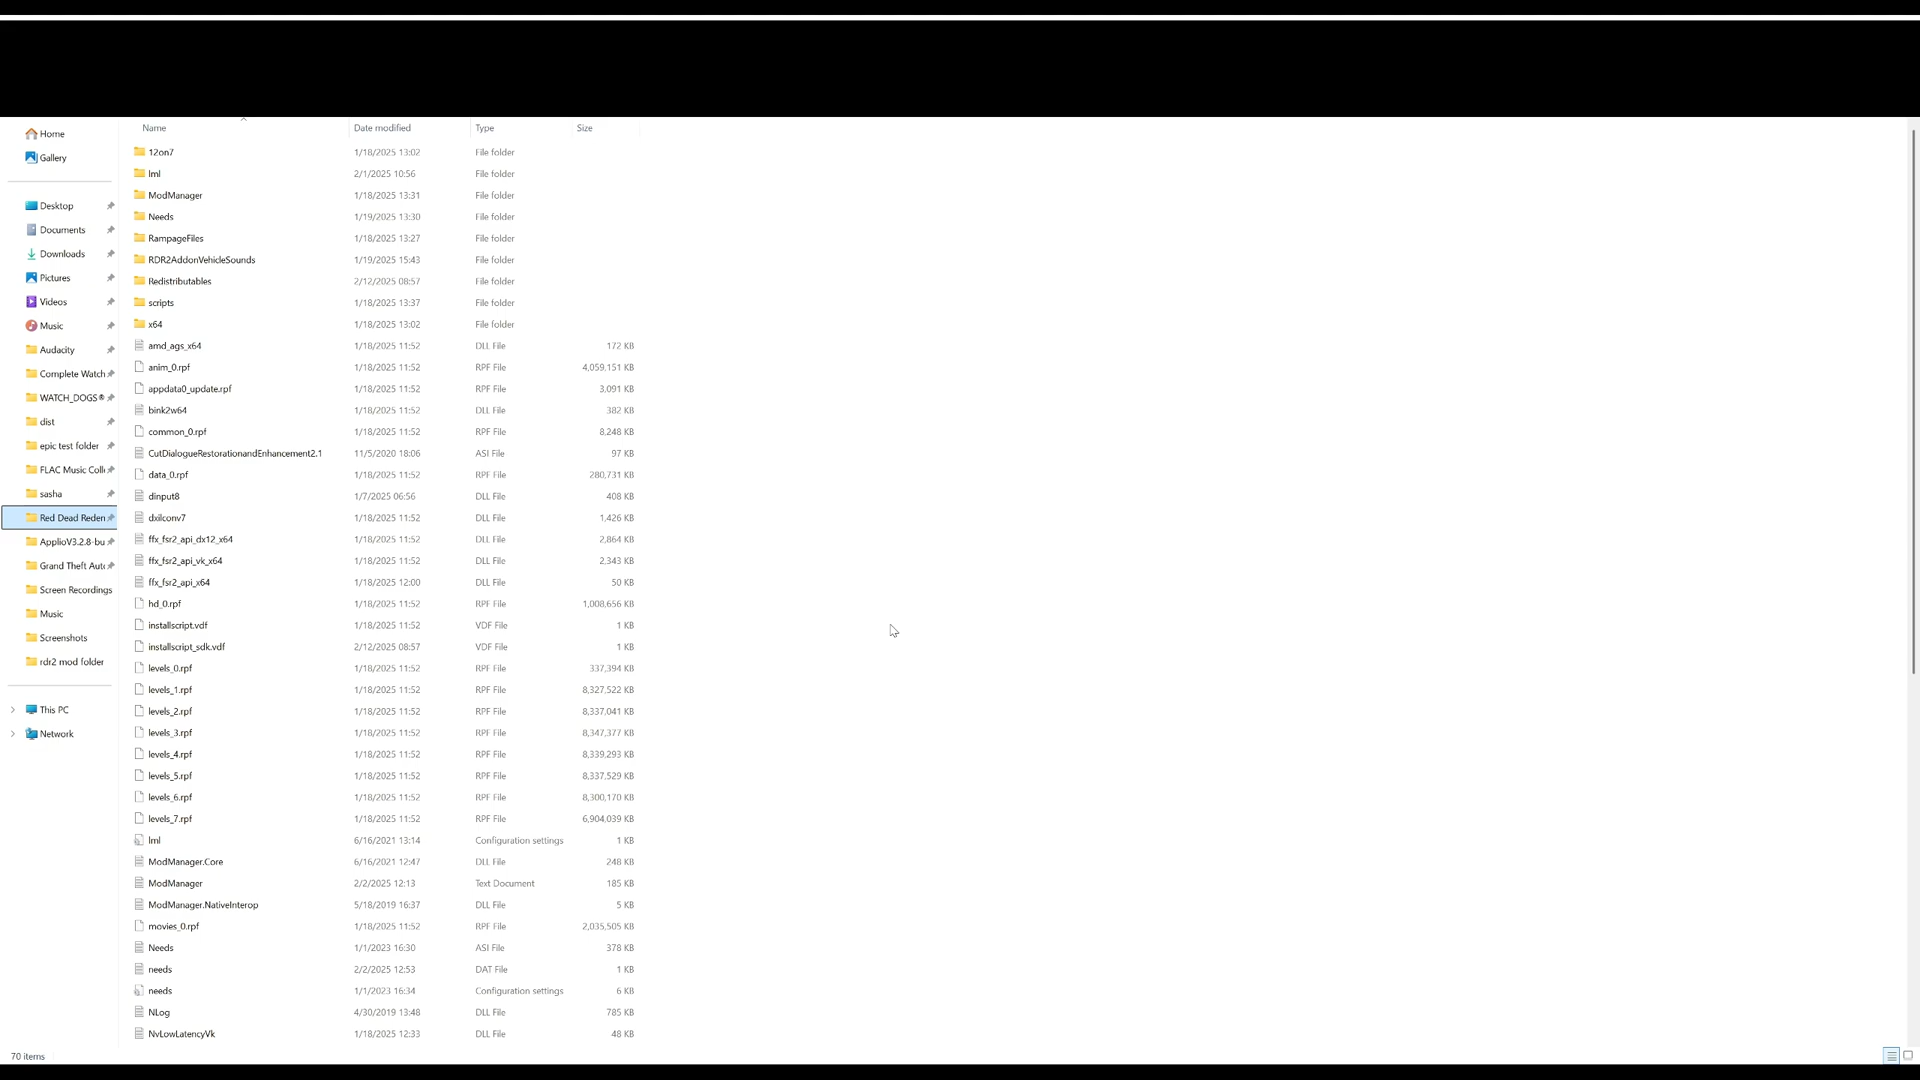 Name Date modified Type Size
Home
Gallery
Desktop
Documents
Downloads
Pictures
Videos
Music
Audacity
Complete Watch
WATCH_DOGS®
dist
epic test folder
FLAC Music Coll
sasha
Red Dead Reden
ApplioV3.2.8-bu
Grand Theft Aut
Screen Recordings
Music
Screenshots
rdr2 mod folder
This PC
Network
12on7 1/18/2025 13:02 File folder
lml 2/1/2025 10:56 File folder
ModManager 1/18/2025 13:31 File folder
Needs 1/19/2025 13:30 File folder
RampageFiles 1/18/2025 13:27 File folder
RDR2AddonVehicleSounds 1/19/2025 15:43 File folder
Redistributables 2/12/2025 08:57 File folder
scripts 1/18/2025 13:37 File folder
x64 1/18/2025 13:02 File folder
amd_ags_x64 1/18/2025 11:52 DLL File 172 KB
anim_0.rpf 1/18/2025 11:52 RPF File 4,059,151 KB
appdata0_update.rpf 1/18/2025 11:52 RPF File 3,091 KB
bink2w64 1/18/2025 11:52 DLL File 382 KB
common_0.rpf 1/18/2025 11:52 RPF File 8,248 KB
CutDialogueRestorationandEnhancement2.1 11/5/2020 18:06 ASI File 97 KB
data_0.rpf 1/18/2025 11:52 RPF File 280,731 KB
dinput8 1/7/2025 06:56 DLL File 408 KB
dxilconv7 1/18/2025 11:52 DLL File 1,426 KB
ffx_fsr2_api_dx12_x64 1/18/2025 11:52 DLL File 2,864 KB
ffx_fsr2_api_vk_x64 1/18/2025 11:52 DLL File 2,343 KB
ffx_fsr2_api_x64 1/18/2025 12:00 DLL File 50 KB
hd_0.rpf 1/18/2025 11:52 RPF File 1,008,656 KB
installscript.vdf 1/18/2025 11:52 VDF File 1 KB
installscript_sdk.vdf 2/12/2025 08:57 VDF File 1 KB
levels_0.rpf 1/18/2025 11:52 RPF File 337,394 KB
levels_1.rpf 1/18/2025 11:52 RPF File 8,327,522 KB
levels_2.rpf 1/18/2025 11:52 RPF File 8,337,041 KB
levels_3.rpf 1/18/2025 11:52 RPF File 8,347,377 KB
levels_4.rpf 1/18/2025 11:52 RPF File 8,339,293 KB
levels_5.rpf 1/18/2025 11:52 RPF File 8,337,529 KB
levels_6.rpf 1/18/2025 11:52 RPF File 8,300,170 KB
levels_7.rpf 1/18/2025 11:52 RPF File 6,904,039 KB
lml 6/16/2021 13:14 Configuration settings 1 KB
ModManager.Core 6/16/2021 12:47 DLL File 248 KB
ModManager 2/2/2025 12:13 Text Document 185 KB
ModManager.NativeInterop 5/18/2019 16:37 DLL File 5 KB
movies_0.rpf 1/18/2025 11:52 RPF File 2,035,505 KB
Needs 1/1/2023 16:30 ASI File 378 KB
needs 2/2/2025 12:53 DAT File 1 KB
needs 1/1/2023 16:34 Configuration settings 6 KB
NLog 4/30/2019 13:48 DLL File 785 KB
NvLowLatencyVk 1/18/2025 12:33 DLL File 48 KB
70 items